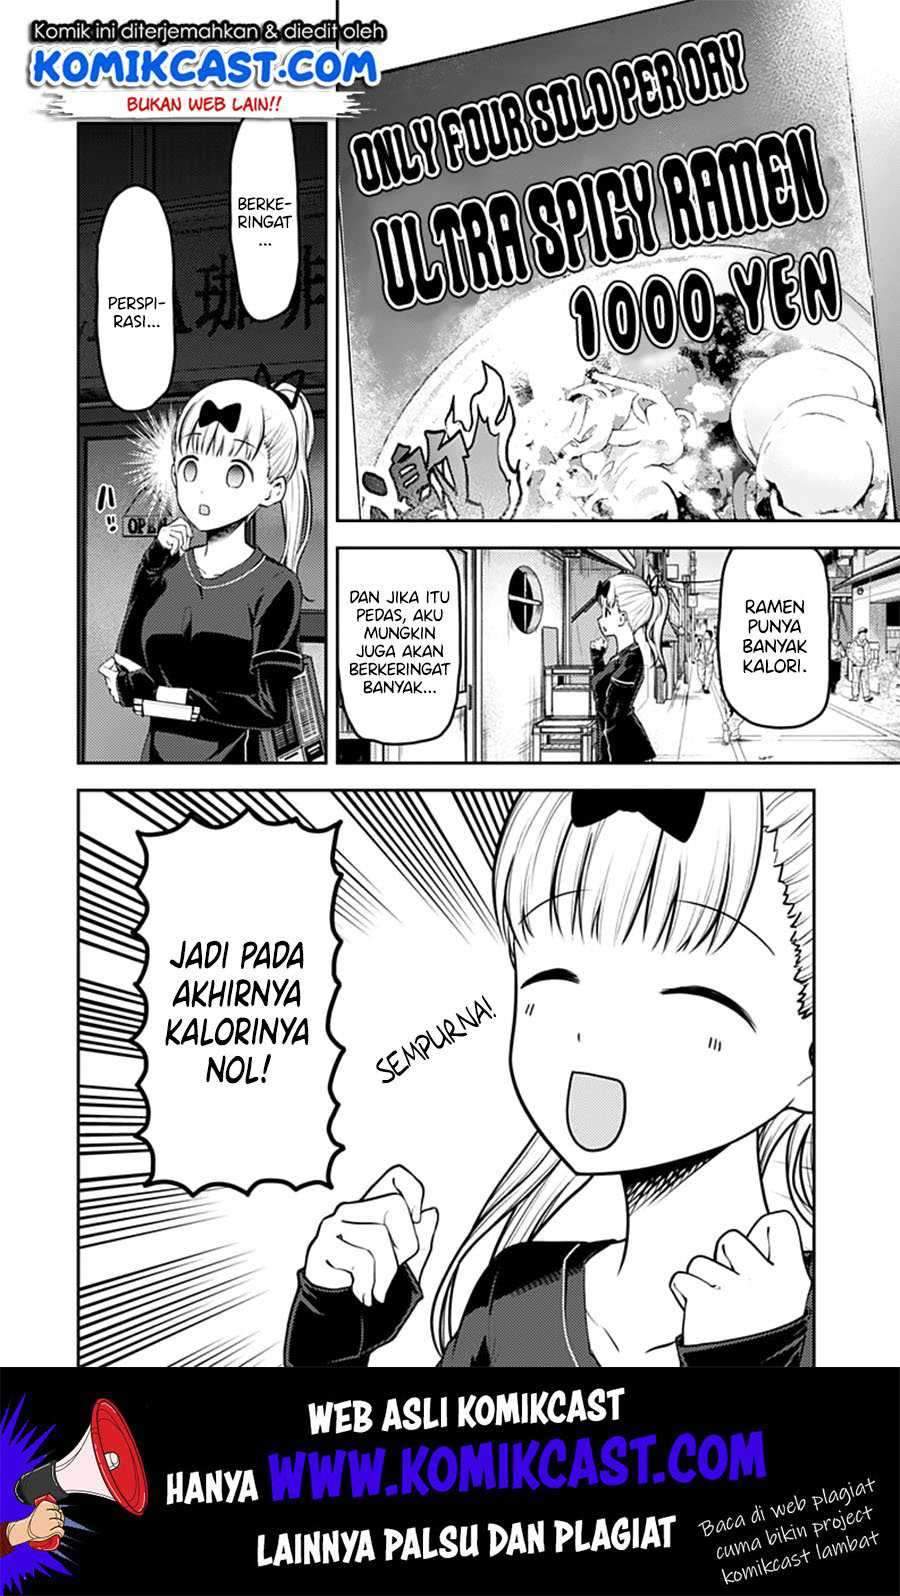 Komik ini diterjemahkan & diedit oleh
KOMIKCAST.COM
BUKAN WEB LAIN!!
ONLY FOUR SOLD PER DAY
ULTRA SPICY RAMEN
1000 YEN
RAMEN
PUNYA
BANYAK
KALORI.
DAN JIKA ITU
PEDAS, AKU
MUNGKIN
JUGA AKAN
BERKERINGAT
BANYAK...
BERKE-
RINGAT
...
PERSPI-
RASI...
珈琲
OPEN
ハッ
JADI PADA
AKHIRNYA
KALORINYA
NOL!
SEMPURNA!
WEB ASLI KOMIKCAST
HANYA WWW.KOMIKCAST.COM
LAINNYA PALSU DAN PLAGIAT
Baca di web plagiat
cuma bikin project
komikcast lambat